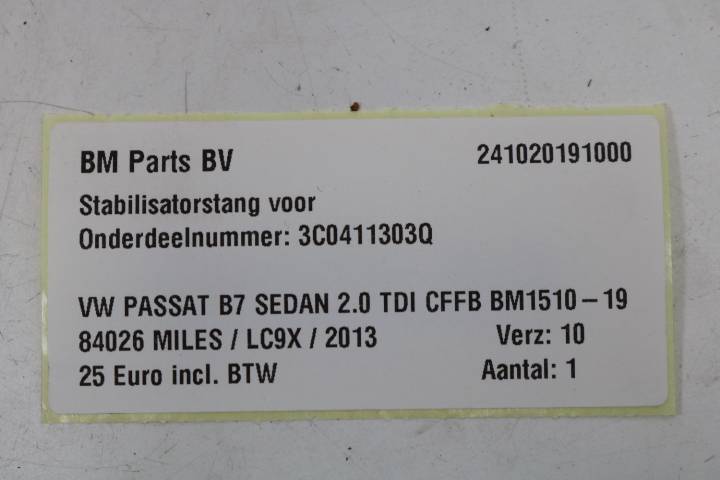 BM Parts BV 241020191000
Stabilisatorstang voor
Onderdeelnummer: 3C0411303Q
VW PASSAT B7 SEDAN 2.0 TDI CFFB BM1510-19
84026 MILES / LC9X / 2013 Verz: 10
25 Euro incl. BTW Aantal: 1